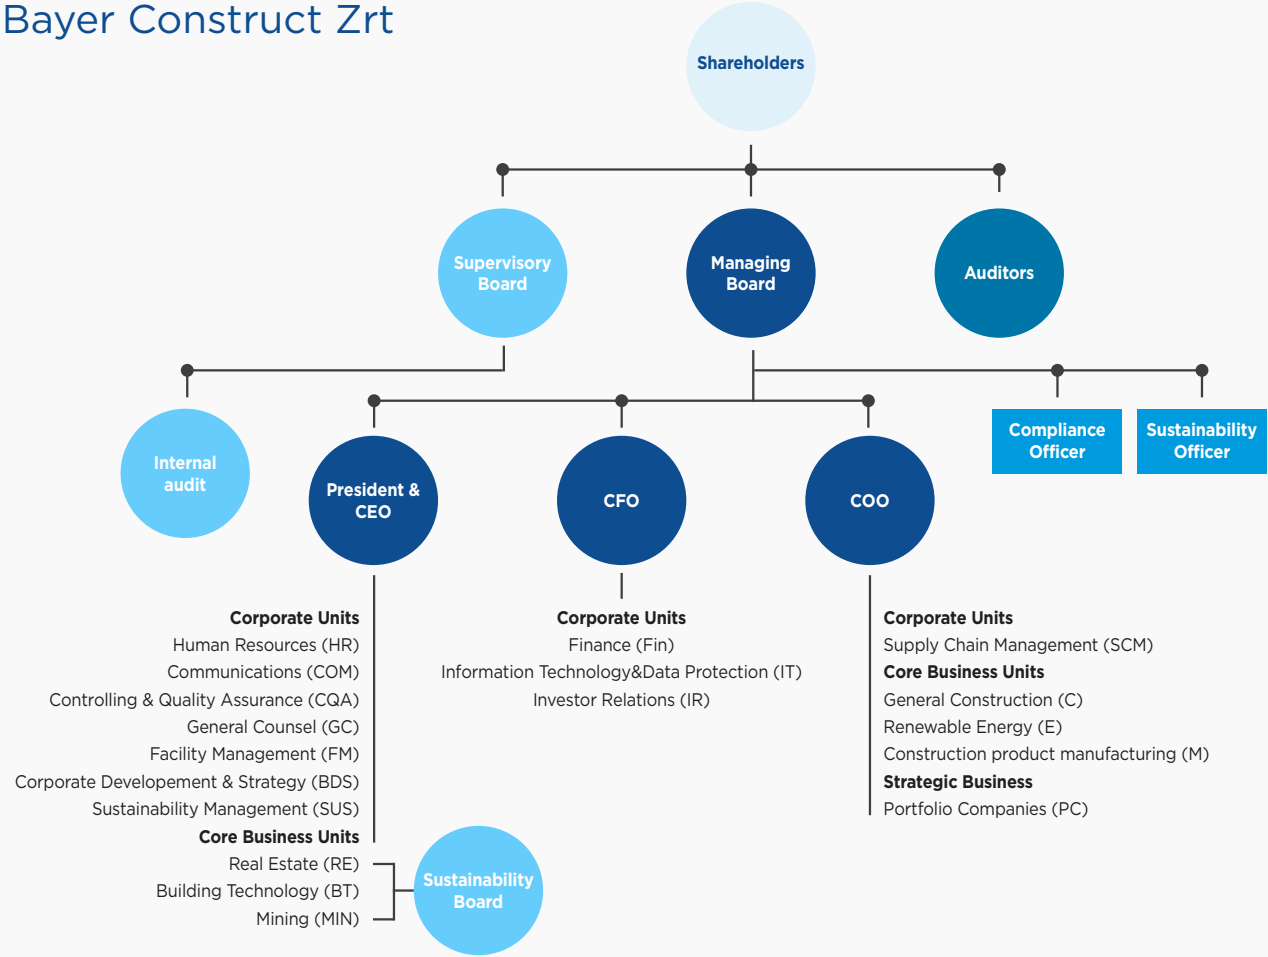 Bayer Construct Zrt
Shareholders
Supervisory
Board
Managing
Board
Auditors
Internal
audit
President &
CEO
CFO
COO
Compliance
Officer
Sustainability
Officer
Corporate Units
Human Resources (HR)
Communications (COM)
Controlling & Quality Assurance (CQA)
General Counsel (GC)
Facility Management (FM)
Corporate Developement & Strategy (BDS)
Sustainability Management (SUS)
Core Business Units
Real Estate (RE)
Building Technology (BT)
Mining (MIN)
Sustainability
Board
Corporate Units
Finance (Fin)
Information Technology&Data Protection (IT)
Investor Relations (IR)
Corporate Units
Supply Chain Management (SCM)
Core Business Units
General Construction (C)
Renewable Energy (E)
Construction product manufacturing (M)
Strategic Business
Portfolio Companies (PC)